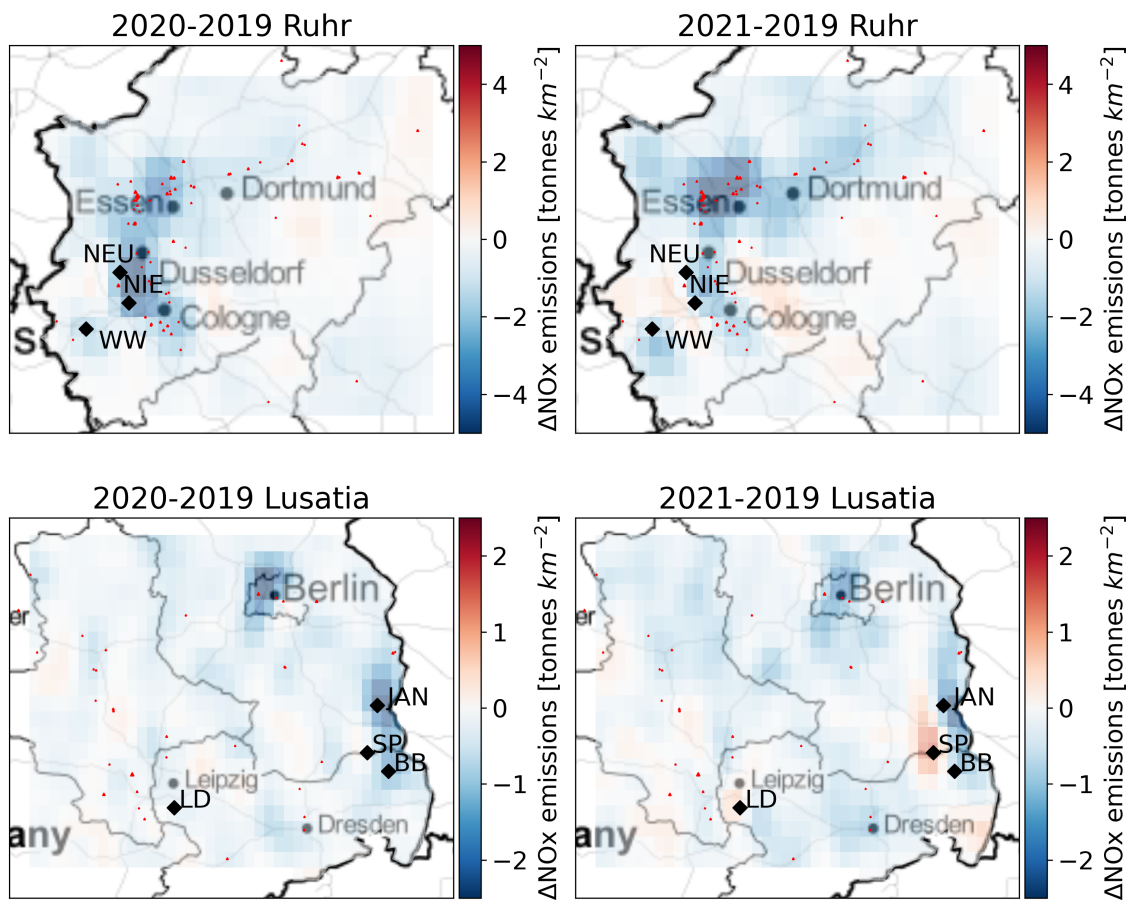 2020-2019 Ruhr
2021-2019 Ruhr
Essen
Dortmund
NEU
NIE
Dusseldorf
Cologne
WW
S
4
2
0
−2
−4
ΔNOx emissions [tonnes km⁻²]
Essen
Dortmund
NEU
NIE
Dusseldorf
Cologne
WW
S
4
2
0
−2
−4
ΔNOx emissions [tonnes km⁻²]
2020-2019 Lusatia
2021-2019 Lusatia
Berlin
er
JAN
SP
BB
Leipzig
LD
Dresden
any
2
1
0
−1
−2
ΔNOx emissions [tonnes km⁻²]
Berlin
er
JAN
SP
BB
Leipzig
LD
Dresden
any
2
1
0
−1
−2
ΔNOx emissions [tonnes km⁻²]